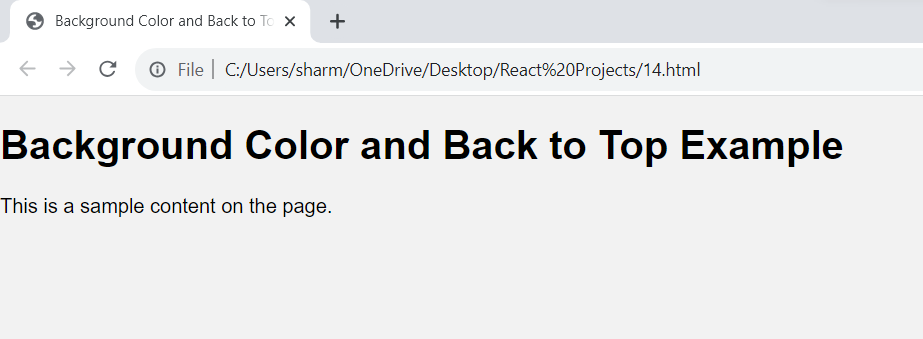 Background Color and Back to To
File | C:/Users/sharm/OneDrive/Desktop/React%20Projects/14.html
Background Color and Back to Top Example
This is a sample content on the page.